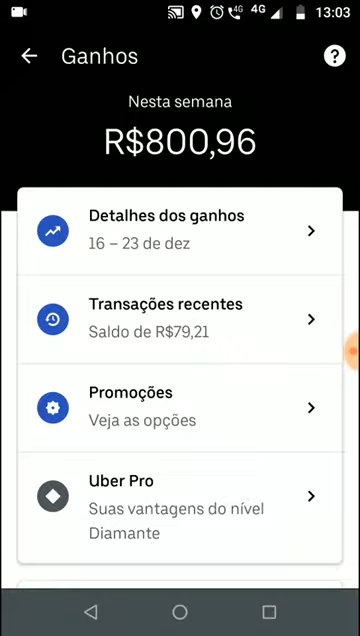 4G
4G
13:03
Ganhos
?
Nesta semana
R$800,96
Detalhes dos ganhos
16 – 23 de dez
Transações recentes
Saldo de R$79,21
Promoções
Veja as opções
Uber Pro
Suas vantagens do nível
Diamante